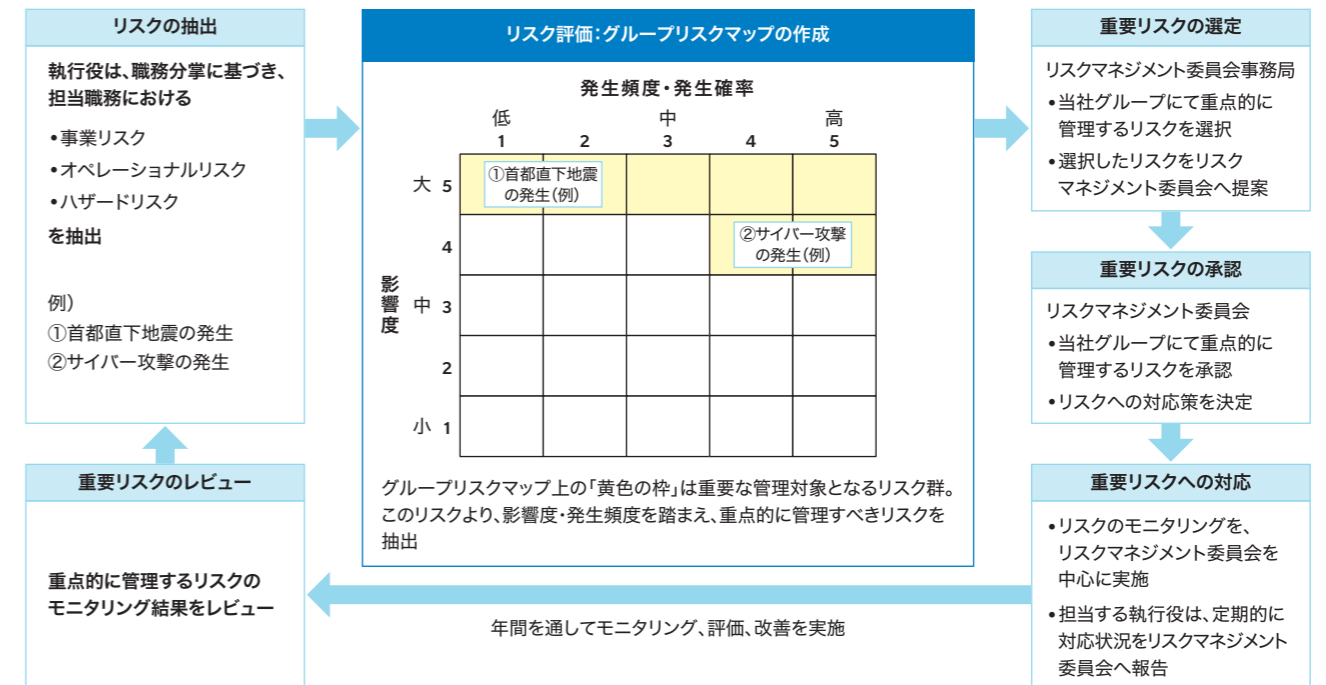 リスクの抽出
執行役は、職務分掌に基づき、
担当職務における
•事業リスク
•オペレーショナルリスク
•ハザードリスク
を抽出
例）
①首都直下地震の発生
②サイバー攻撃の発生
リスク評価：グループリスクマップの作成
発生頻度・発生確率
低 中 高
1 2 3 4 5
影響度
大 5
①首都直下地震
の発生（例）
4
②サイバー攻撃
の発生（例）
中 3
2
小 1
グループリスクマップ上の「黄色の枠」は重要な管理対象となるリスク群。
このリスクより、影響度・発生頻度を踏まえ、重点的に管理すべきリスクを
抽出
重要リスクの選定
リスクマネジメント委員会事務局
•当社グループにて重点的に
管理するリスクを選択
•選択したリスクをリスク
マネジメント委員会へ提案
重要リスクの承認
リスクマネジメント委員会
•当社グループにて重点的に
管理するリスクを承認
•リスクへの対応策を決定
重要リスクへの対応
•リスクのモニタリングを、
リスクマネジメント委員会を
中心に実施
•担当する執行役は、定期的に
対応状況をリスクマネジメント
委員会へ報告
年間を通してモニタリング、評価、改善を実施
重要リスクのレビュー
重点的に管理するリスクの
モニタリング結果をレビュー